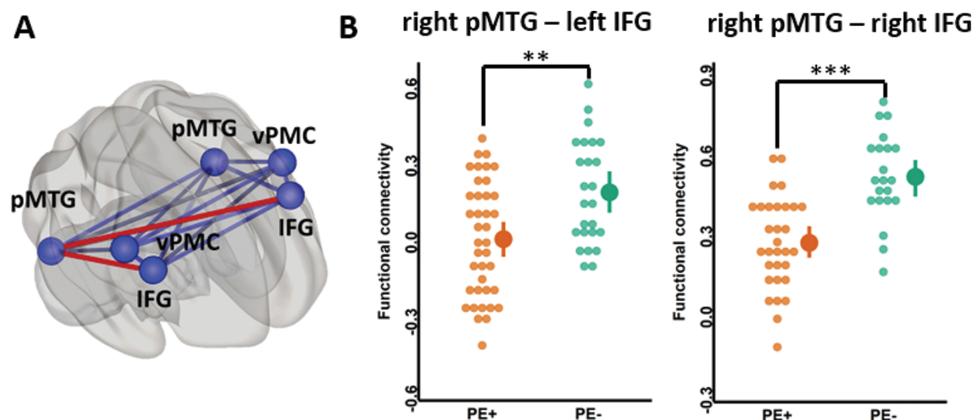 A
pMTG
vPMC
pMTG
IFG
vPMC
IFG
B
right pMTG – left IFG
**
Functional connectivity
0.6
0.3
0.0
-0.3
-0.6
PE+
PE-
right pMTG – right IFG
***
Functional connectivity
0.9
0.6
0.3
0.0
-0.3
PE+
PE-